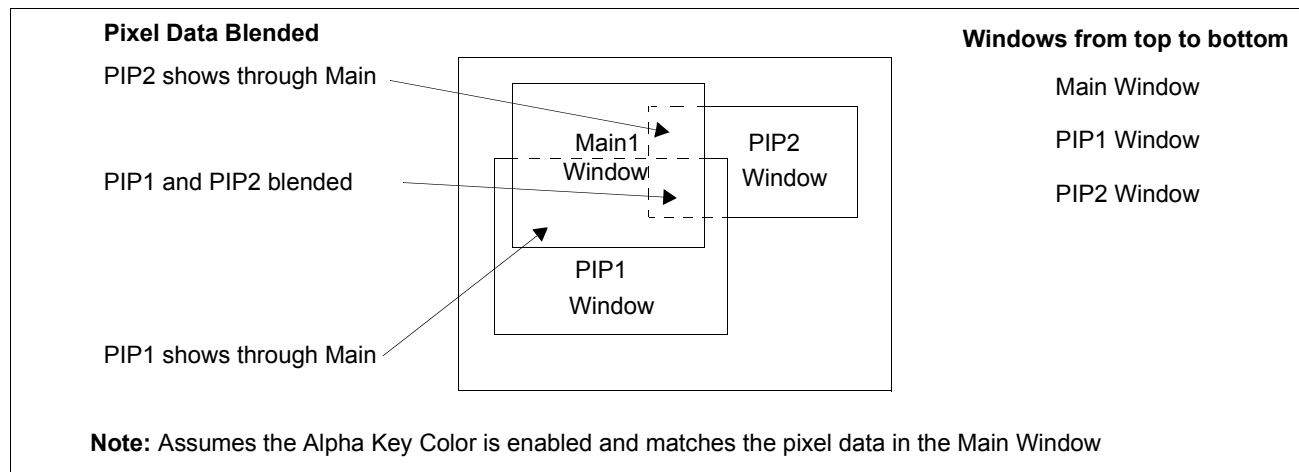 Pixel Data Blended
PIP2 shows through Main
PIP1 and PIP2 blended
PIP1 shows through Main
Main1
Window
PIP2
Window
PIP1
Window
Windows from top to bottom
Main Window
PIP1 Window
PIP2 Window
Note: Assumes the Alpha Key Color is enabled and matches the pixel data in the Main Window